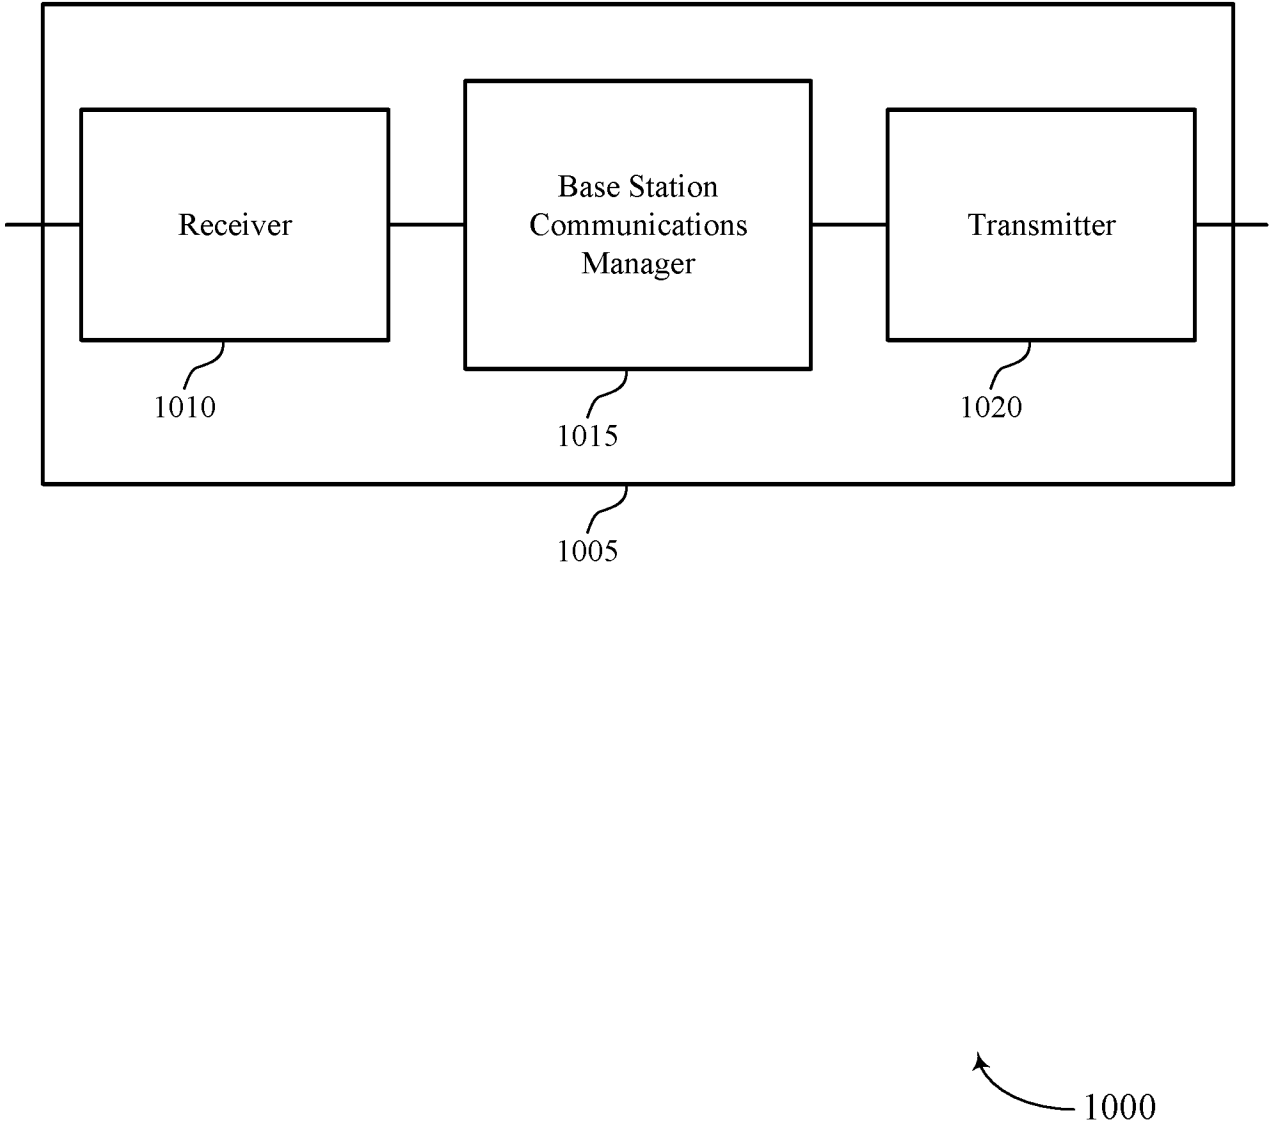 Receiver
Base Station
Communications
Manager
Transmitter
1010
1015
1020
1005
1000